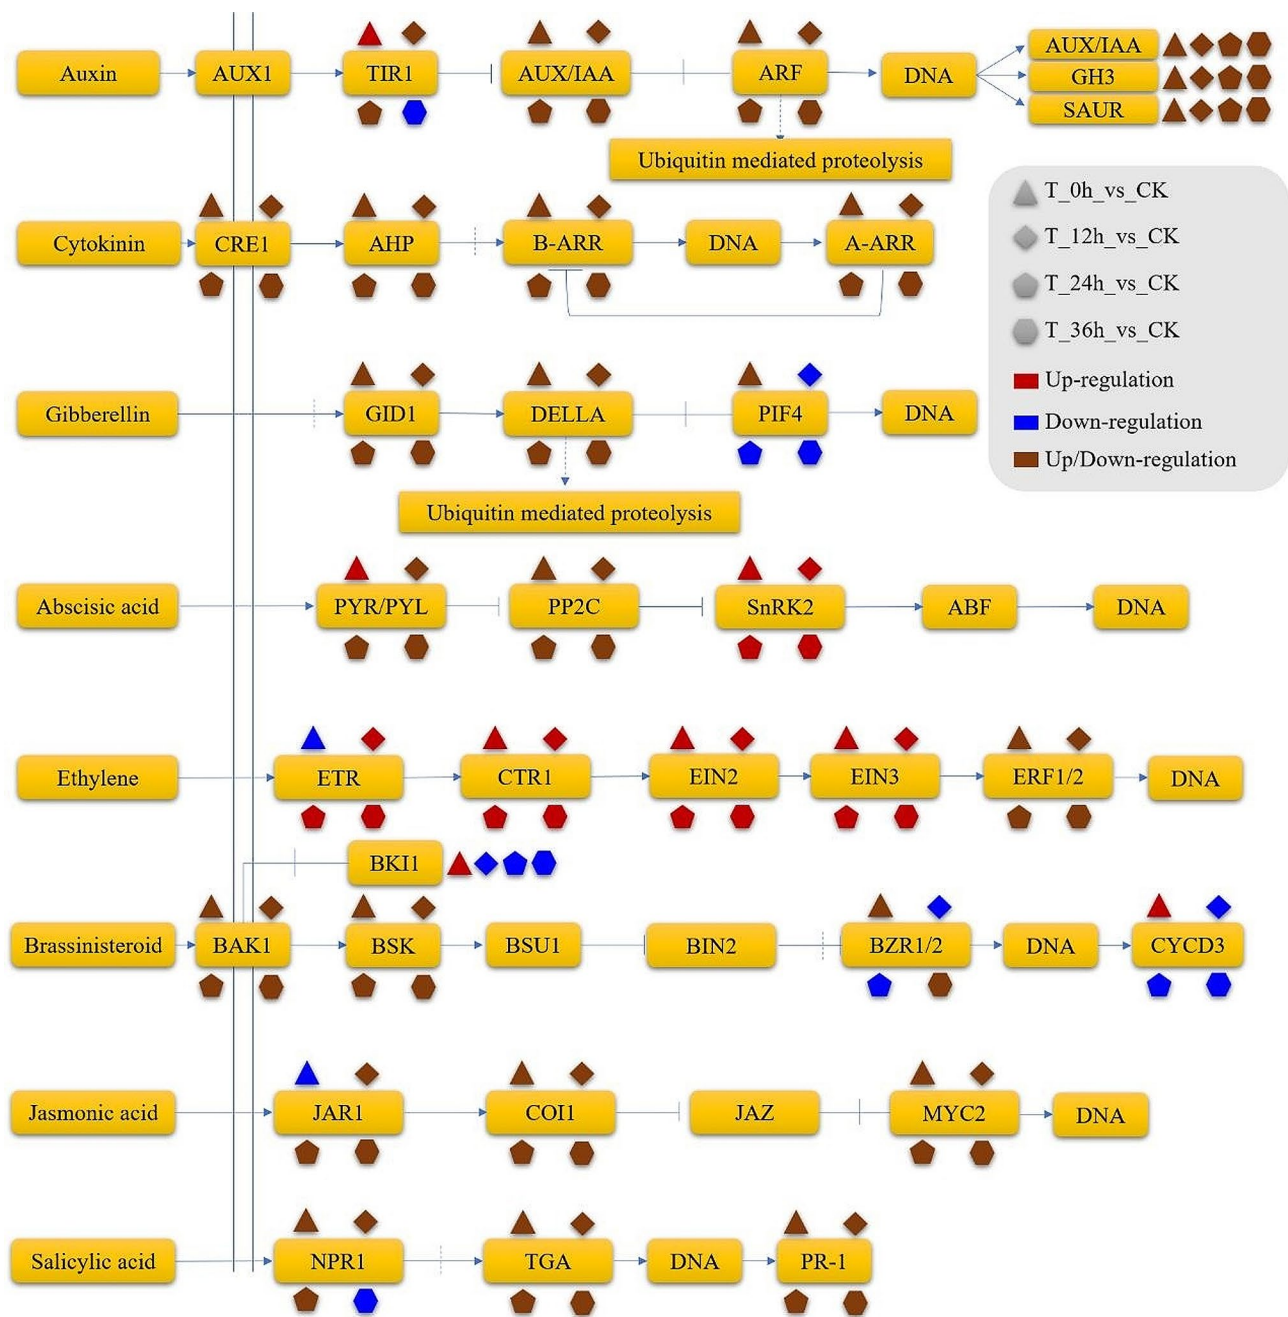 Auxin
AUX1
TIR1
AUX/IAA
ARF
DNA
AUX/IAA
GH3
SAUR
Ubiquitin mediated proteolysis
T_0h_vs_CK
T_12h_vs_CK
T_24h_vs_CK
T_36h_vs_CK
Up-regulation
Down-regulation
Up/Down-regulation
Cytokinin
CRE1
AHP
B-ARR
DNA
A-ARR
Gibberellin
GID1
DELLA
PIF4
DNA
Ubiquitin mediated proteolysis
Abscisic acid
PYR/PYL
PP2C
SnRK2
ABF
DNA
Ethylene
ETR
CTR1
EIN2
EIN3
ERF1/2
DNA
BKI1
Brassinisteroid
BAK1
BSK
BSU1
BIN2
BZR1/2
DNA
CYCD3
Jasmonic acid
JAR1
COI1
JAZ
MYC2
DNA
Salicylic acid
NPR1
TGA
DNA
PR-1